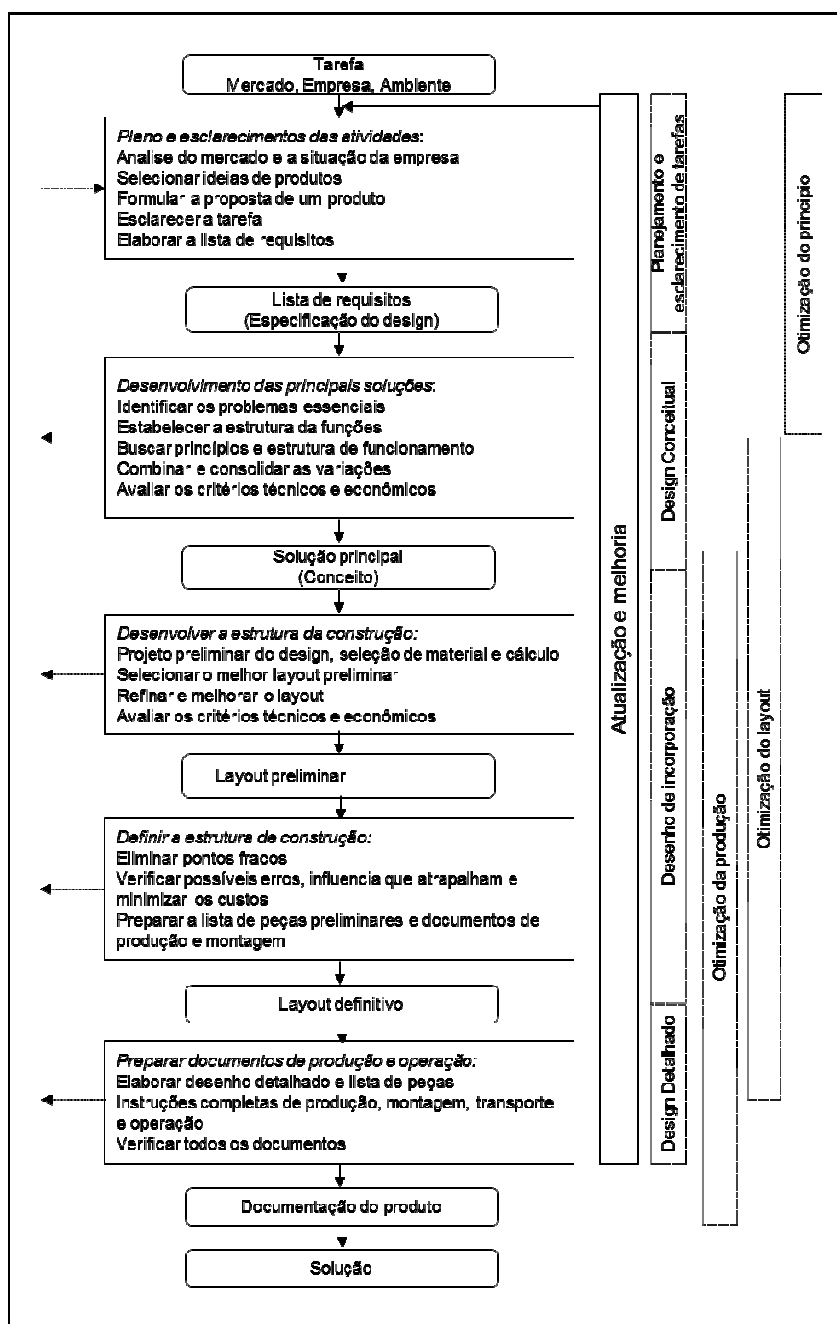 Tarefa
Mercado, Empresa, Ambiente
Plano e esclarecimentos das atividades:
Analise do mercado e a situação da empresa
Selecionar ideias de produtos
Formular a proposta de um produto
Esclarecer a tarefa
Elaborar a lista de requisitos
Lista de requisitos
(Especificação do design)
Desenvolvimento das principais soluções:
Identificar os problemas essenciais
Estabelecer a estrutura da funções
Buscar princípios e estrutura de funcionamento
Combinar e consolidar as variações
Avaliar os critérios técnicos e econômicos
Solução principal
(Conceito)
Desenvolver a estrutura da construção:
Projeto preliminar do design, seleção de material e cálculo
Selecionar o melhor layout preliminar
Refinar e melhorar o layout
Avaliar os critérios técnicos e econômicos
Layout preliminar
Definir a estrutura de construção:
Eliminar pontos fracos
Verificar possíveis erros, influencia que atrapalham e
minimizar os custos
Preparar a lista de peças preliminares e documentos de
produção e montagem
Layout definitivo
Preparar documentos de produção e operação:
Elaborar desenho detalhado e lista de peças
Instruções completas de produção, montagem, transporte
e operação
Verificar todos os documentos
Documentação do produto
Solução
Atualização e melhoria
Planejamento e
esclarecimento de tarefas
Design Conceitual
Desenho de incorporação
Design Detalhado
Otimização da produção
Otimização do layout
Otimização do principio